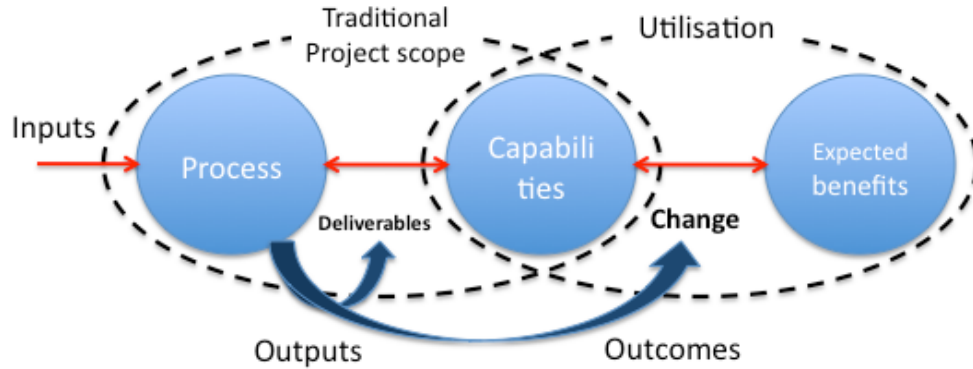 Traditional
Project scope
Utilisation
Inputs
Process
Capabili
ties
Expected
benefits
Deliverables
Change
Outputs
Outcomes